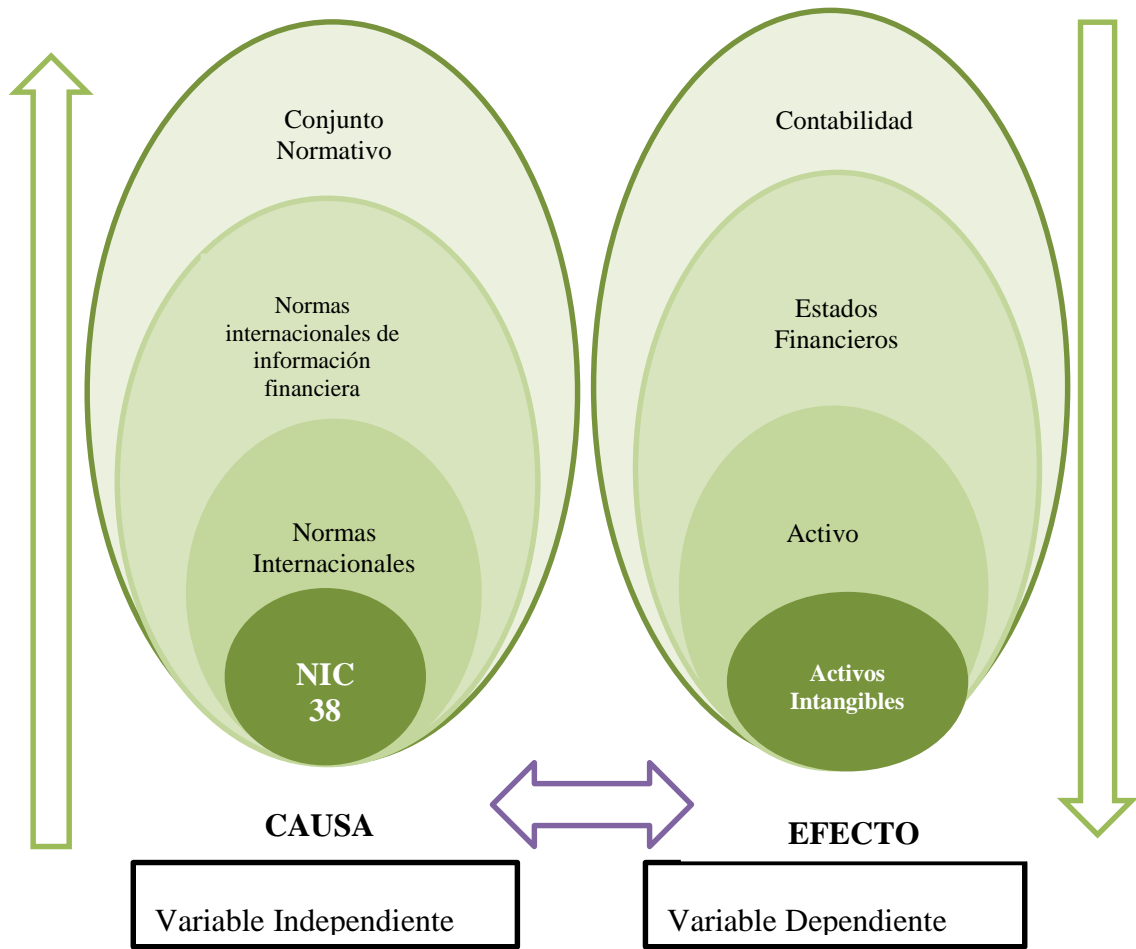 Conjunto
Normativo
Normas
internacionales de
información
financiera
Normas
Internacionales
NIC
38
CAUSA
Variable Independiente
Contabilidad
Estados
Financieros
Activo
Activos
Intangibles
EFECTO
Variable Dependiente